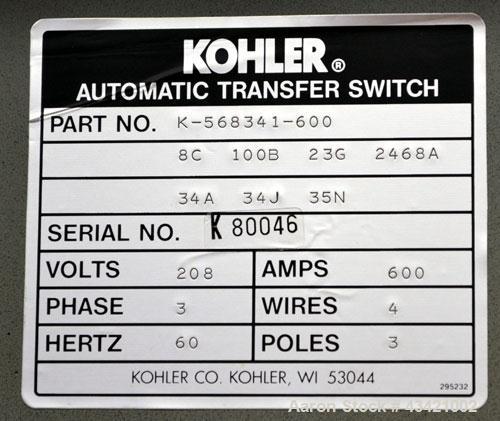 KOHLER®
AUTOMATIC TRANSFER SWITCH
PART NO. K-568341-600
8C 100B 23G 2468A
34A 34J 35N
SERIAL NO. K 80046
VOLTS 208 AMPS 600
PHASE 3 WIRES 4
HERTZ 60 POLES 3
KOHLER CO. KOHLER, WI 53044
295232
Aaron Stock # 43421002